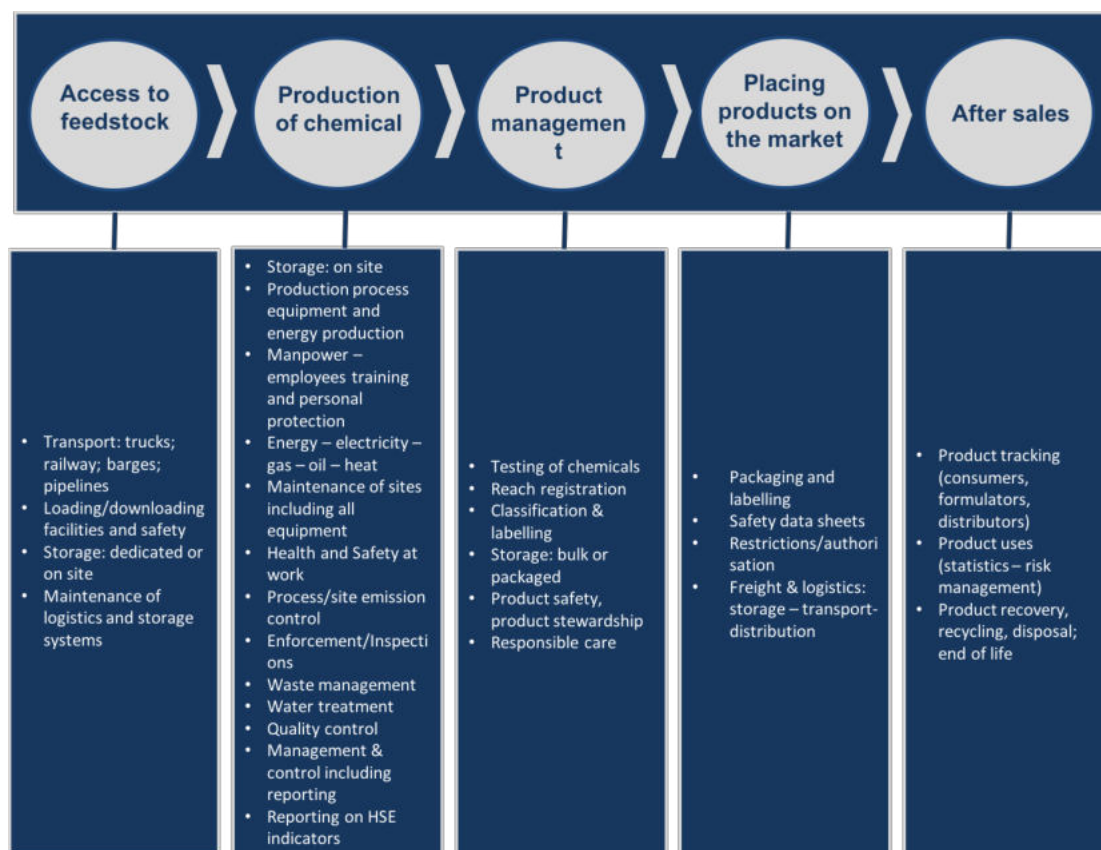 Access to
feedstock
Production
of chemical
Product
managemen
t
Placing
products on
the market
After sales
• Transport: trucks;
railway; barges;
pipelines
• Loading/downloading
facilities and safety
• Storage: dedicated or
on site
• Maintenance of
logistics and storage
systems
• Storage: on site
• Production process
equipment and
energy production
• Manpower –
employees training
and personal
protection
• Energy – electricity –
gas – oil – heat
• Maintenance of sites
including all
equipment
• Health and Safety at
work
• Process/site emission
control
• Enforcement/Inspecti
ons
• Waste management
• Water treatment
• Quality control
• Management &
control including
reporting
• Reporting on HSE
indicators
• Testing of chemicals
• Reach registration
• Classification &
labelling
• Storage: bulk or
packaged
• Product safety,
product stewardship
• Responsible care
• Packaging and
labelling
• Safety data sheets
• Restrictions/authori
sation
• Freight & logistics:
storage – transport-
distribution
• Product tracking
(consumers,
formulators,
distributors)
• Product uses
(statistics – risk
management)
• Product recovery,
recycling, disposal;
end of life